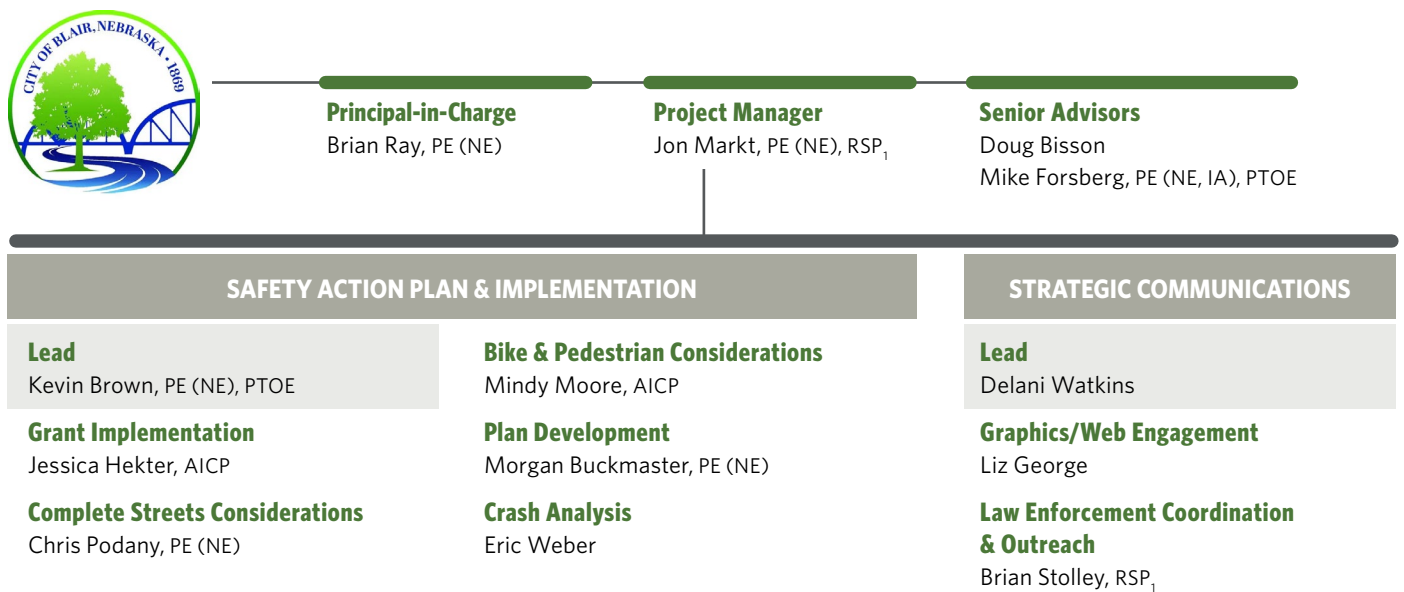 CITY OF BLAIR, NEBRASKA • 1869
Principal-in-Charge
Brian Ray, PE (NE)
Project Manager
Jon Markt, PE (NE), RSP₁
Senior Advisors
Doug Bisson
Mike Forsberg, PE (NE, IA), PTOE
SAFETY ACTION PLAN & IMPLEMENTATION
Lead
Kevin Brown, PE (NE), PTOE
Grant Implementation
Jessica Hekter, AICP
Complete Streets Considerations
Chris Podany, PE (NE)
Bike & Pedestrian Considerations
Mindy Moore, AICP
Plan Development
Morgan Buckmaster, PE (NE)
Crash Analysis
Eric Weber
STRATEGIC COMMUNICATIONS
Lead
Delani Watkins
Graphics/Web Engagement
Liz George
Law Enforcement Coordination
& Outreach
Brian Stolley, RSP₁